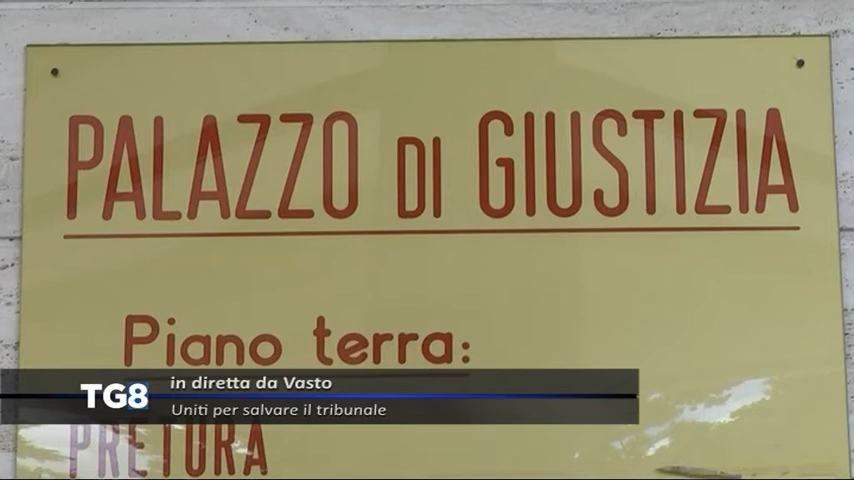 PALAZZO DI GIUSTIZIA
Piano terra:
TG8
in diretta da Vasto
Uniti per salvare il tribunale
PRETURA